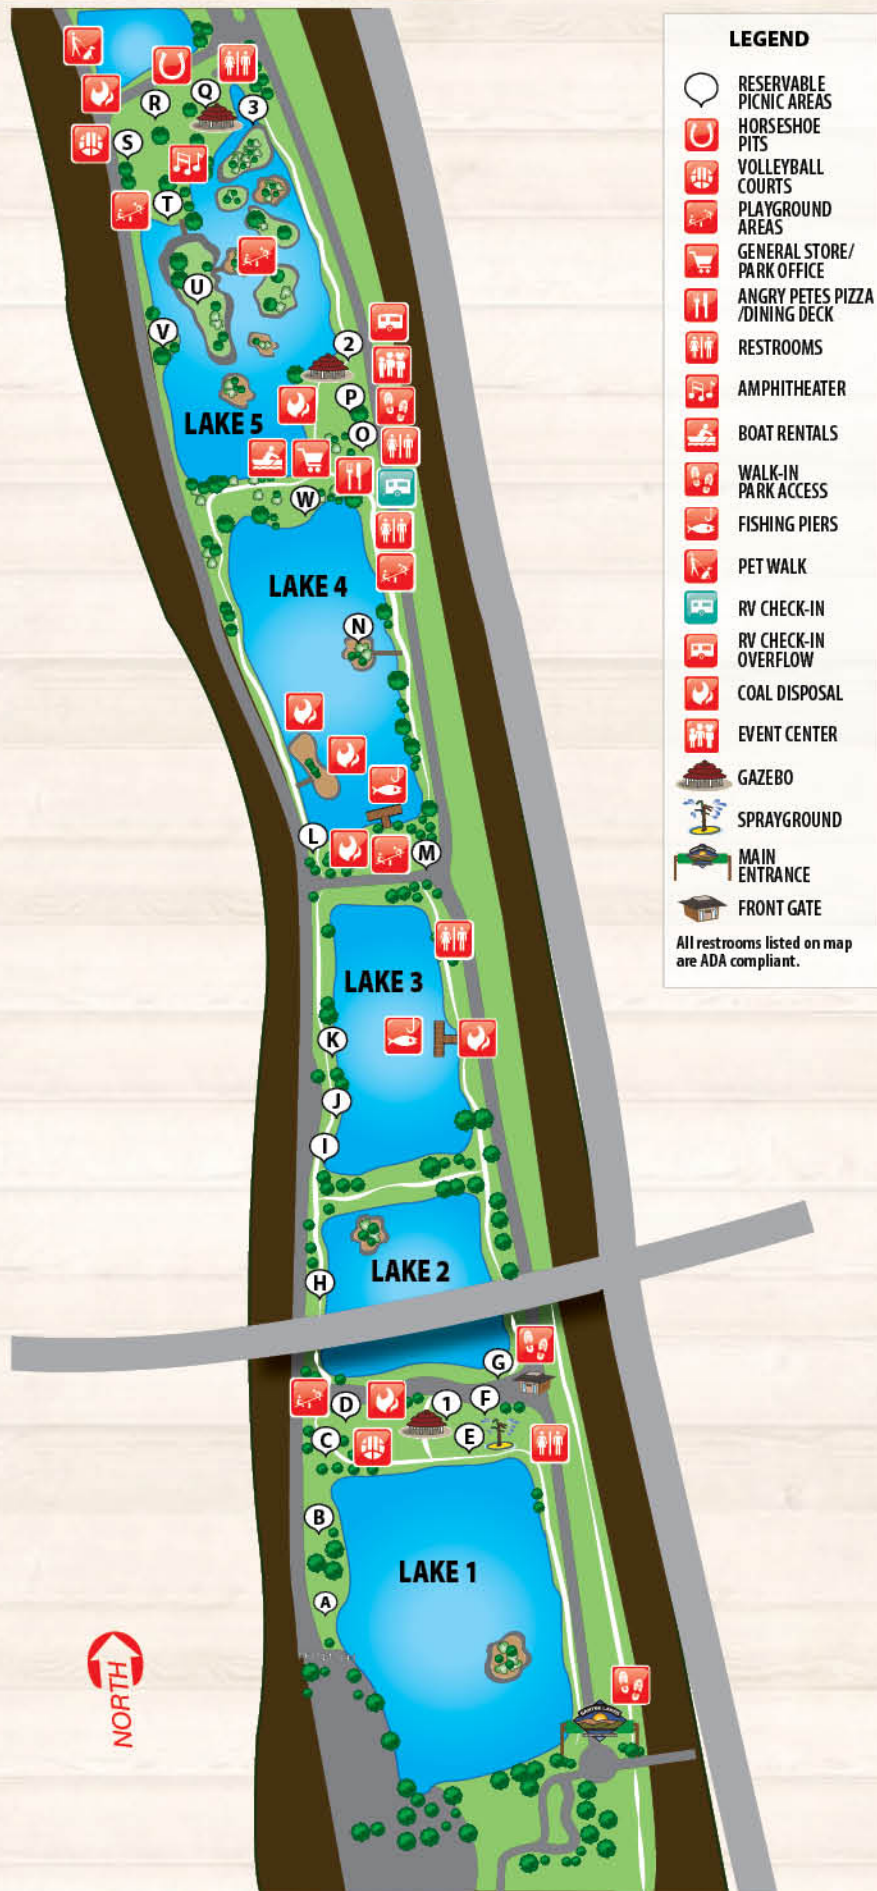 LEGEND
RESERVABLE
PICNIC AREAS
HORSESHOE
PITS
VOLLEYBALL
COURTS
PLAYGROUND
AREAS
GENERAL STORE/
PARK OFFICE
ANGRY PETES PIZZA
/DINING DECK
RESTROOMS
AMPHITHEATER
BOAT RENTALS
WALK-IN
PARK ACCESS
FISHING PIERS
PET WALK
RV CHECK-IN
RV CHECK-IN
OVERFLOW
COAL DISPOSAL
EVENT CENTER
GAZEBO
SPRAYGROUND
MAIN
ENTRANCE
FRONT GATE
All restrooms listed on map
are ADA compliant.
R
Q
3
S
T
U
V
2
P
LAKE 5
O
W
LAKE 4
N
L
M
LAKE 3
K
J
I
LAKE 2
H
G
D
1
F
C
E
B
LAKE 1
A
NORTH
SANTEE LAKES